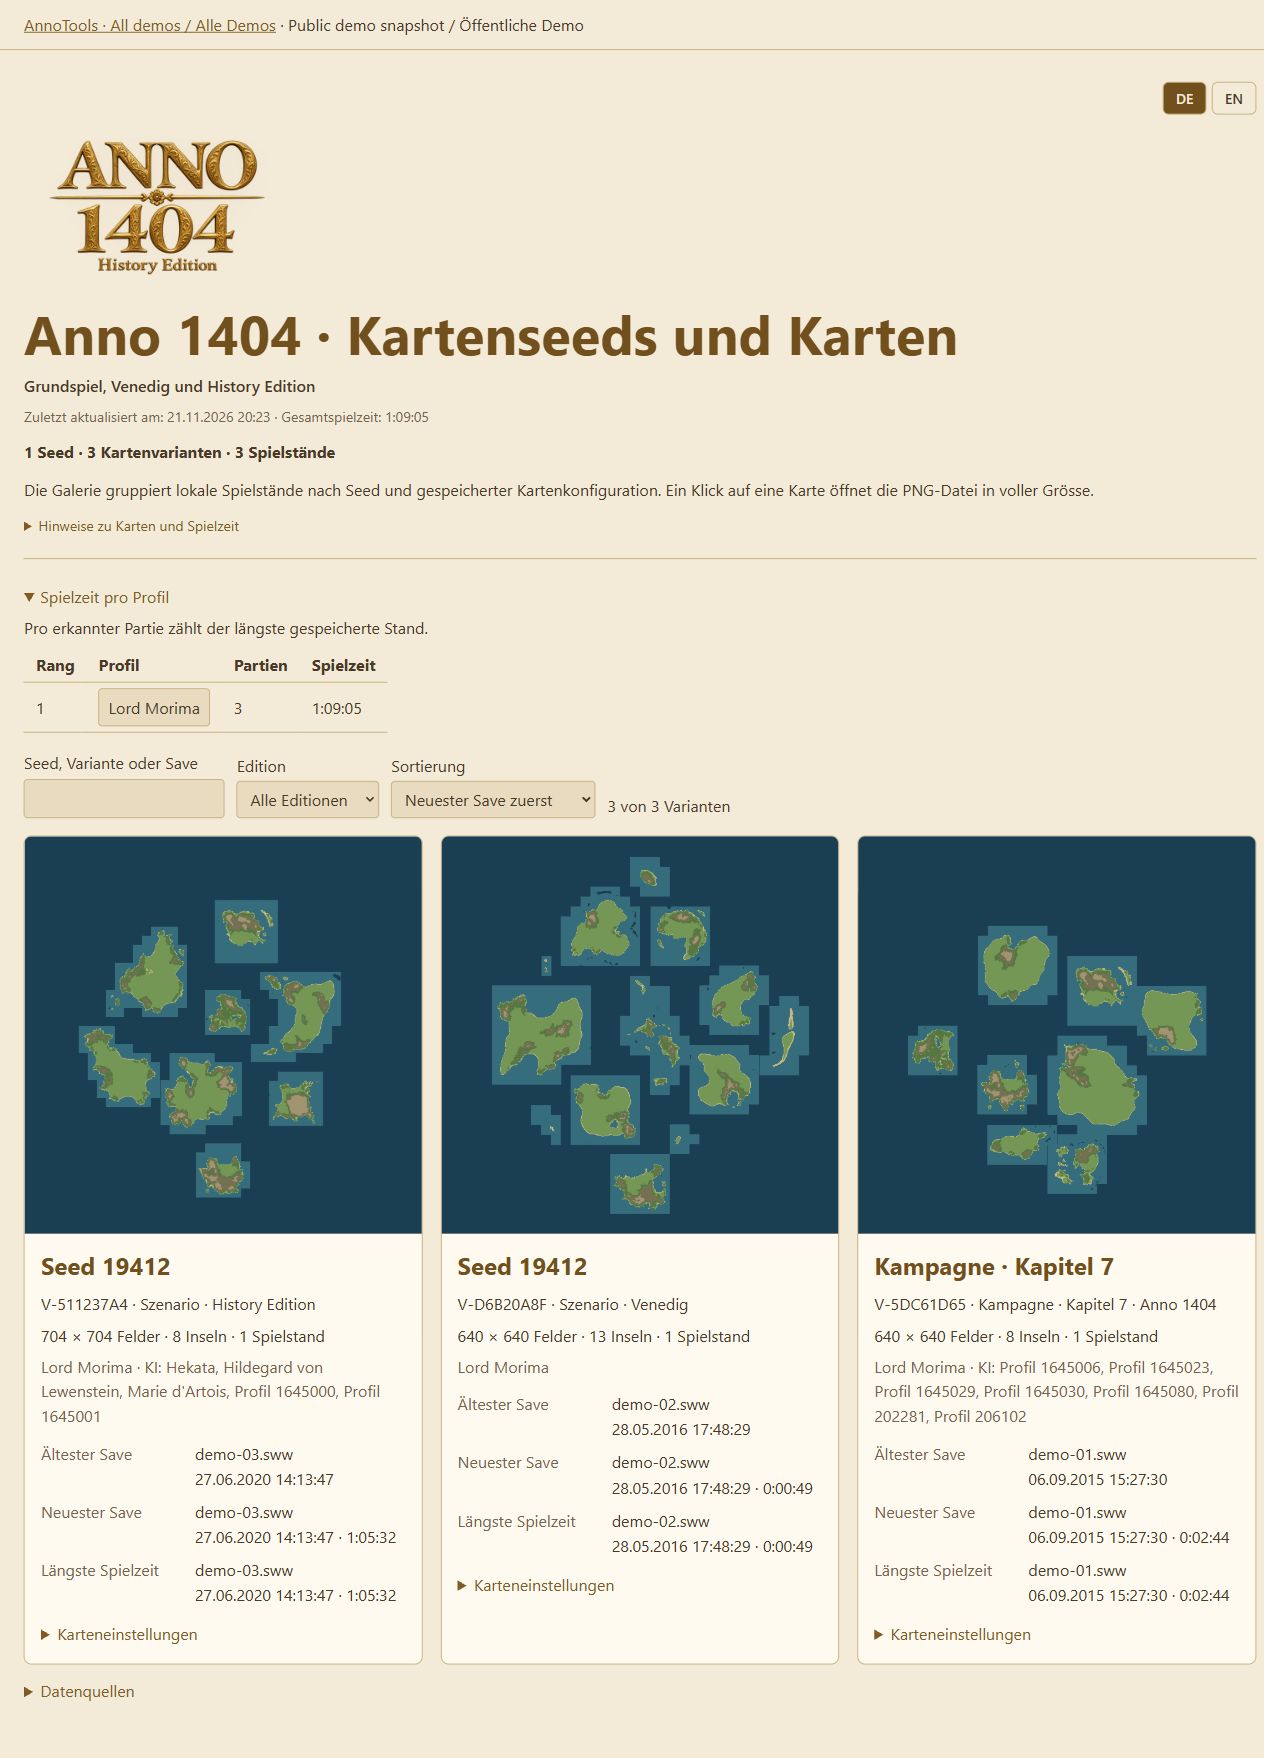 AnnoTools · All demos / Alle Demos · Public demo snapshot / Öffentliche Demo
DE EN
ANNO
1404
History Edition
Anno 1404 · Kartenseeds und Karten
Grundspiel, Venedig und History Edition
Zuletzt aktualisiert am: 21.11.2026 20:23 · Gesamtspielzeit: 1:09:05
1 Seed · 3 Kartenvarianten · 3 Spielstände
Die Galerie gruppiert lokale Spielstände nach Seed und gespeicherter Kartenkonfiguration. Ein Klick auf eine Karte öffnet die PNG-Datei in voller Grösse.
Hinweise zu Karten und Spielzeit
Spielzeit pro Profil
Pro erkannter Partie zählt der längste gespeicherte Stand.
Rang Profil Partien Spielzeit
1 Lord Morima 3 1:09:05
Seed, Variante oder Save
Edition
Sortierung
Alle Editionen
Neuester Save zuerst
3 von 3 Varianten
Seed 19412
V-511237A4 · Szenario · History Edition
704 × 704 Felder · 8 Inseln · 1 Spielstand
Lord Morima · KI: Hekata, Hildegard von
Lewenstein, Marie d'Artois, Profil 1645000, Profil
1645001
Ältester Save demo-03.sww
27.06.2020 14:13:47
Neuester Save demo-03.sww
27.06.2020 14:13:47 · 1:05:32
Längste Spielzeit demo-03.sww
27.06.2020 14:13:47 · 1:05:32
Karteneinstellungen
Seed 19412
V-D6B20A8F · Szenario · Venedig
640 × 640 Felder · 13 Inseln · 1 Spielstand
Lord Morima
Ältester Save demo-02.sww
28.05.2016 17:48:29
Neuester Save demo-02.sww
28.05.2016 17:48:29 · 0:00:49
Längste Spielzeit demo-02.sww
28.05.2016 17:48:29 · 0:00:49
Karteneinstellungen
Kampagne · Kapitel 7
V-5DC61D65 · Kampagne · Kapitel 7 · Anno 1404
640 × 640 Felder · 8 Inseln · 1 Spielstand
Lord Morima · KI: Profil 1645006, Profil 1645023,
Profil 1645029, Profil 1645030, Profil 1645080, Profil
202281, Profil 206102
Ältester Save demo-01.sww
06.09.2015 15:27:30
Neuester Save demo-01.sww
06.09.2015 15:27:30 · 0:02:44
Längste Spielzeit demo-01.sww
06.09.2015 15:27:30 · 0:02:44
Karteneinstellungen
Datenquellen